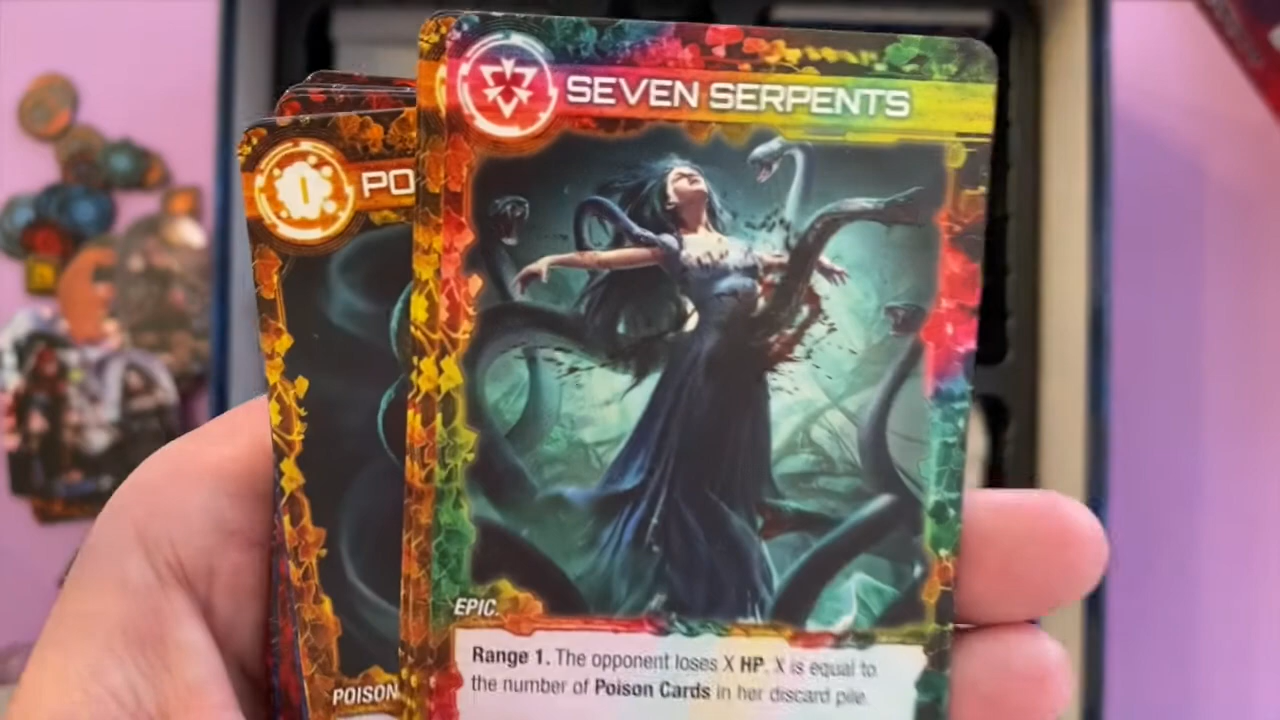 SEVEN SERPENTS
PO
EPIC.
Range 1. The opponent loses X HP. X is equal to
the number of Poison Cards in her discard pile.
POISON